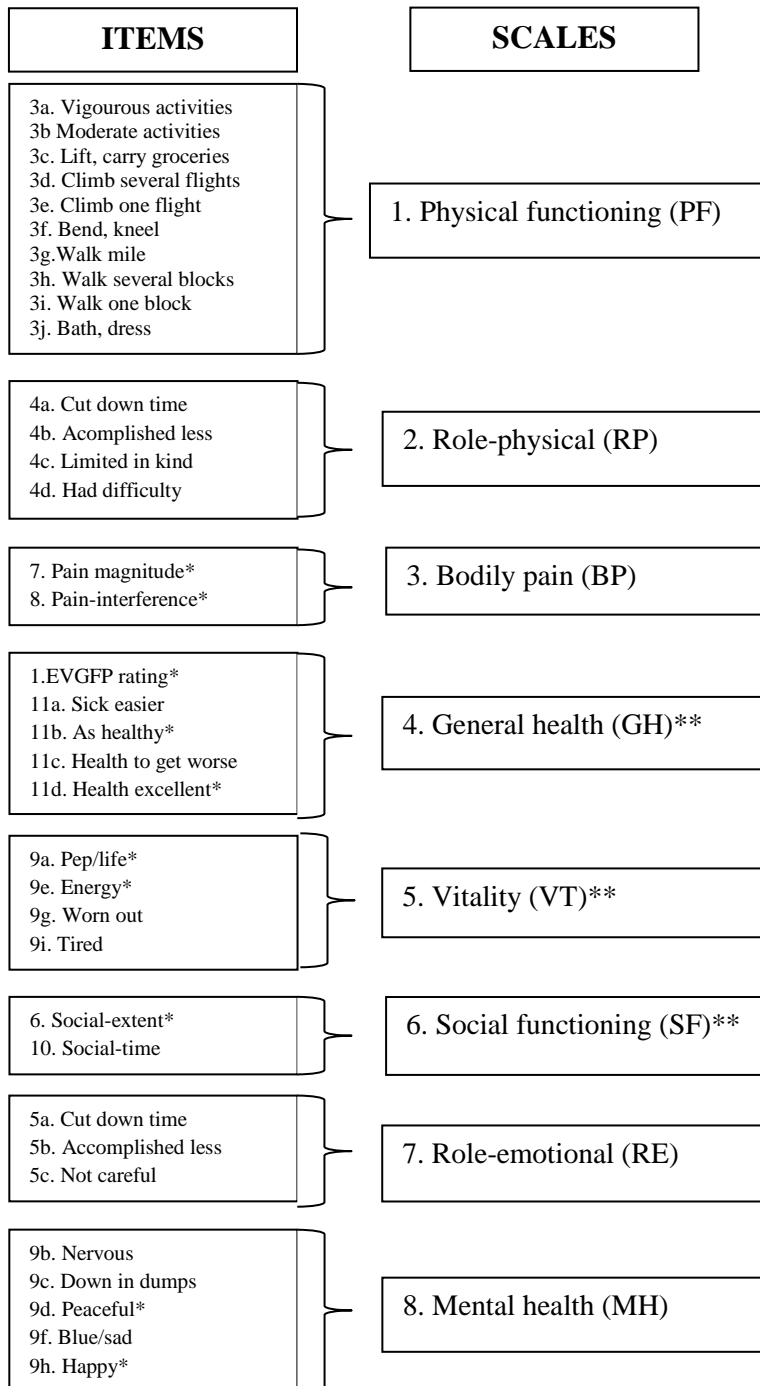 ITEMS
SCALES
3a. Vigourous activities
3b Moderate activities
3c. Lift, carry groceries
3d. Climb several flights
3e. Climb one flight
3f. Bend, kneel
3g.Walk mile
3h. Walk several blocks
3i. Walk one block
3j. Bath, dress
1. Physical functioning (PF)
4a. Cut down time
4b. Acomplished less
4c. Limited in kind
4d. Had difficulty
2. Role-physical (RP)
7. Pain magnitude*
8. Pain-interference*
3. Bodily pain (BP)
1.EVGFP rating*
11a. Sick easier
11b. As healthy*
11c. Health to get worse
11d. Health excellent*
4. General health (GH)**
9a. Pep/life*
9e. Energy*
9g. Worn out
9i. Tired
5. Vitality (VT)**
6. Social-extent*
10. Social-time
6. Social functioning (SF)**
5a. Cut down time
5b. Accomplished less
5c. Not careful
7. Role-emotional (RE)
9b. Nervous
9c. Down in dumps
9d. Peaceful*
9f. Blue/sad
9h. Happy*
8. Mental health (MH)